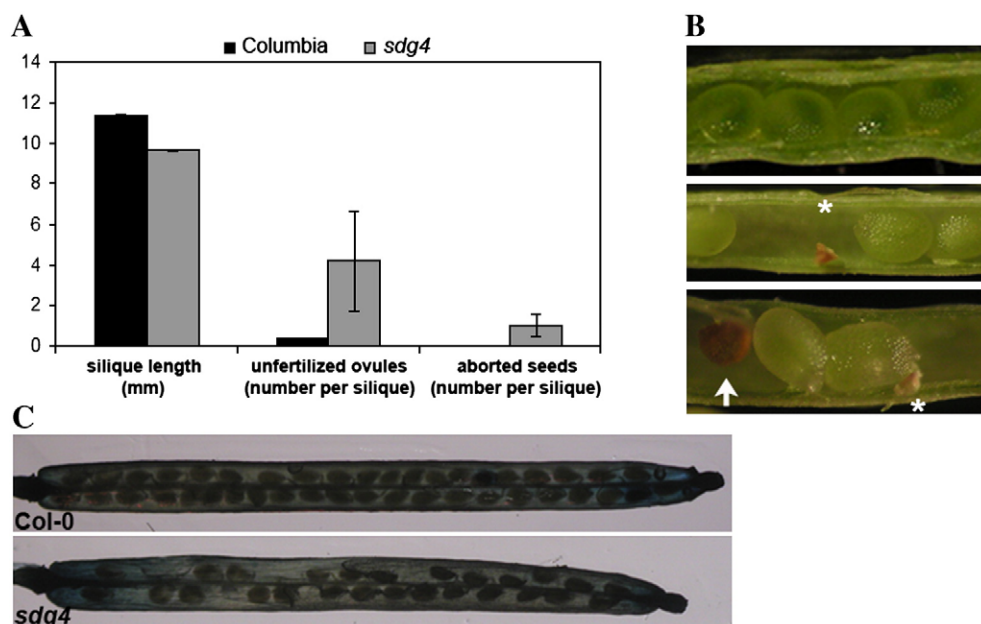 A
■ Columbia ■ sdg4
14
12
10
8
6
4
2
0
silique length
(mm)
unfertilized ovules
(number per silique)
aborted seeds
(number per silique)
B
*
*
C
Col-0
sdg4